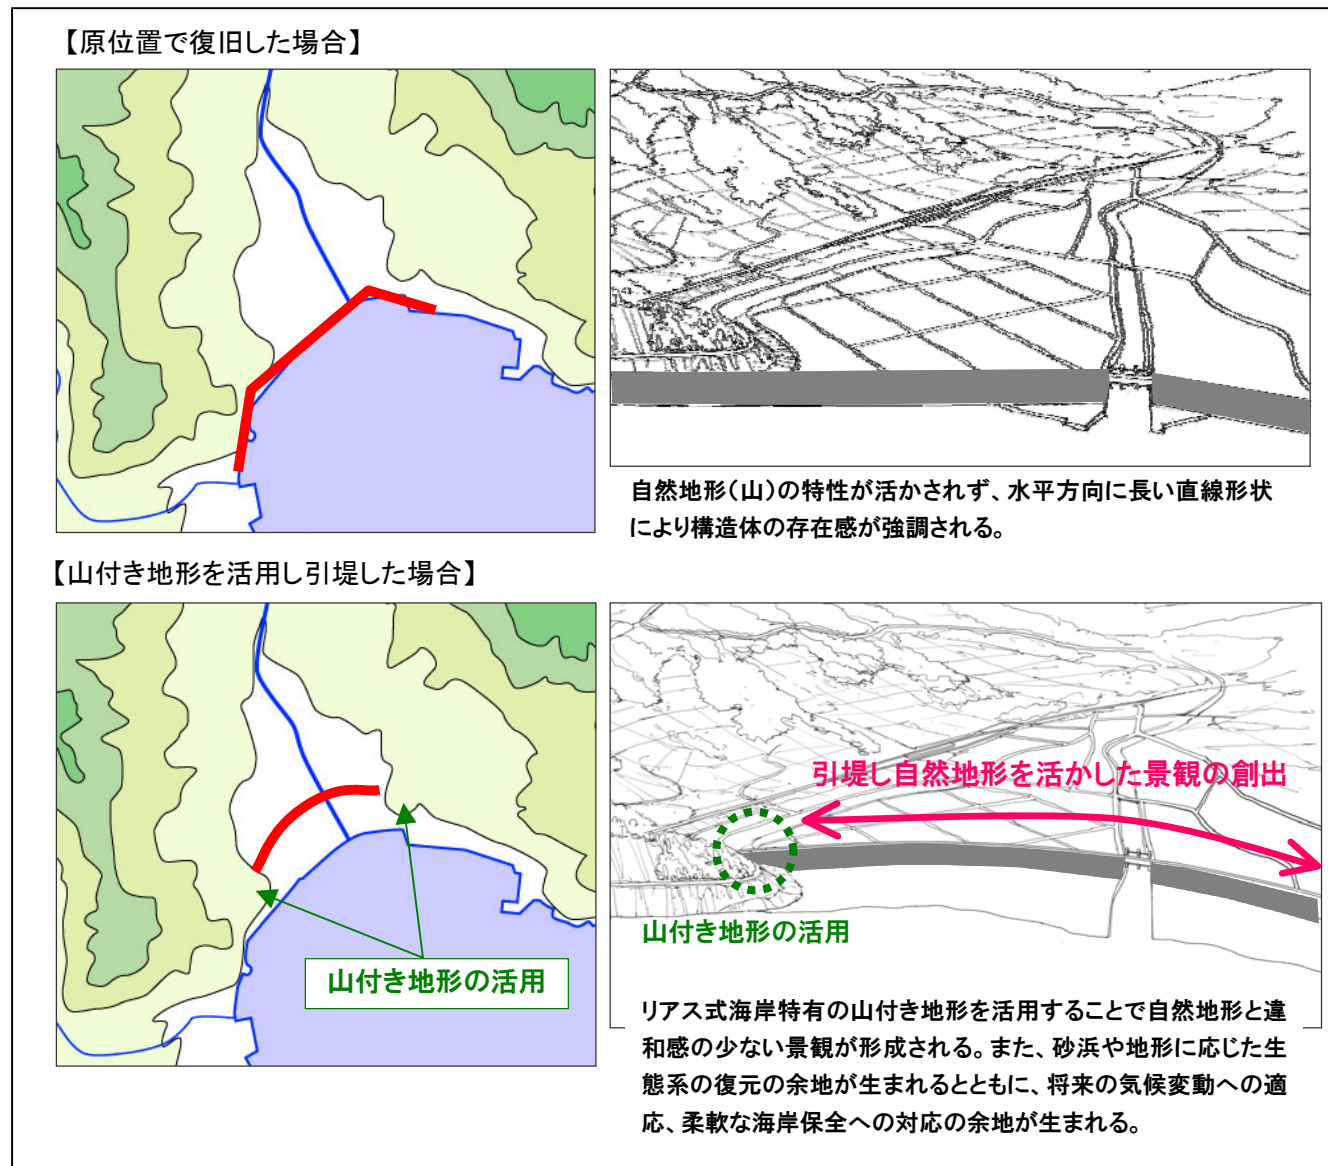 【原位置で復旧した場合】
自然地形(山)の特性が活かされず、水平方向に長い直線形状
により構造体の存在感が強調される。
【山付き地形を活用し引堤した場合】
山付き地形の活用
引堤し自然地形を活かした景観の創出
山付き地形の活用
リアス式海岸特有の山付き地形を活用することで自然地形と違
和感の少ない景観が形成される。また、砂浜や地形に応じた生
態系の復元の余地が生まれるとともに、将来の気候変動への適
応、柔軟な海岸保全への対応の余地が生まれる。